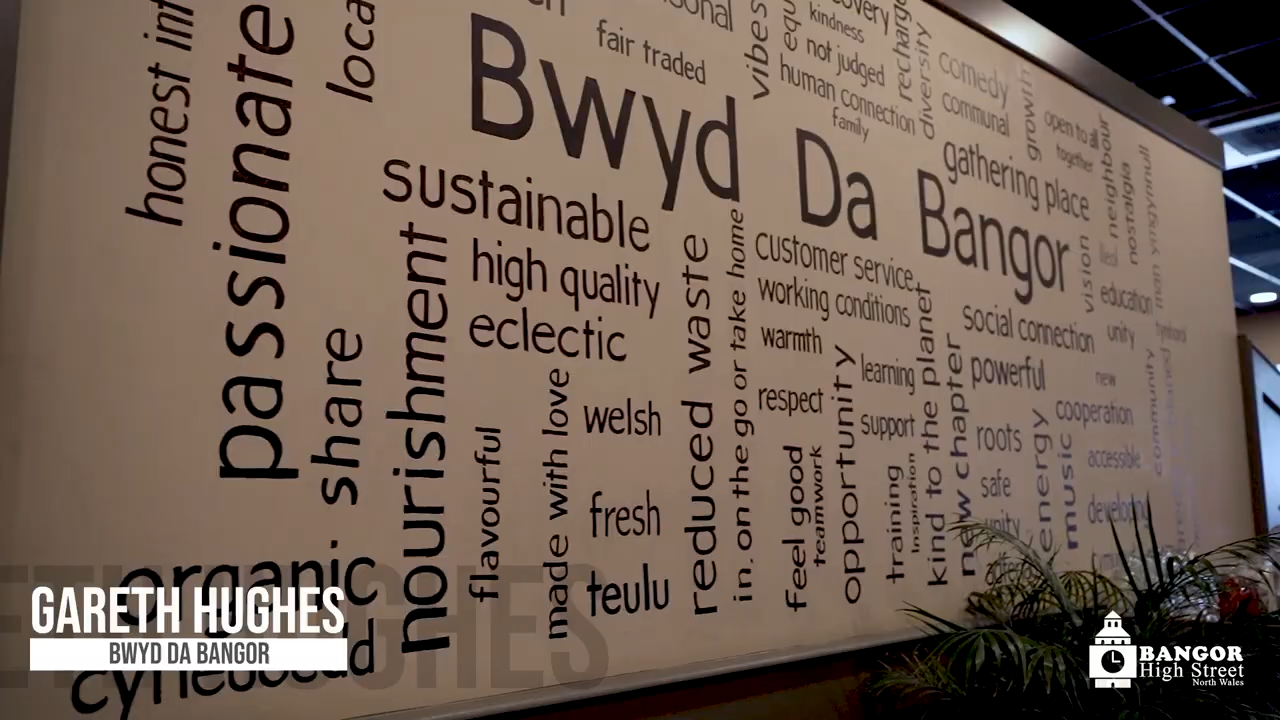 honest
passionate
share
nourishment
Bwyd Da Bangor
fair traded
vibes
kindness
not judged
human connection
family
recharge
diversity
Comedy
communal
growth
open to all
together
neighbour
nostalgia
gathering place
vision
education
unity
sustainable
high quality
eclectic
reduced waste
in. on the go or take home
customer service
working conditions
warmth
respect
learning
support
opportunity
kind to the planet
new chapter
social connection
powerful
new
cooperation
community
roots
energy
music
accessible
safe
unity
developing
flavourful
made with love
welsh
fresh
teulu
feel good
teamwork
training
Inspiration
organic
GARETH HUGHES
BWYD DA BANGOR
BANGOR
High Street
North Wales